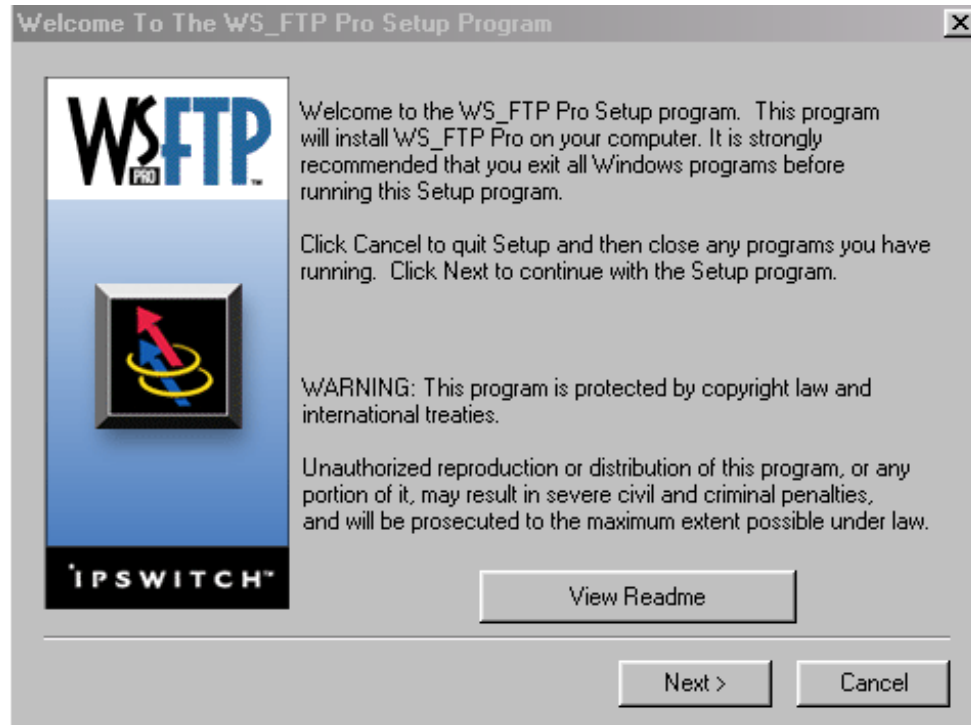 Welcome To The WS_FTP Pro Setup Program
WS FTP™
PRO
Welcome to the WS_FTP Pro Setup program. This program
will install WS_FTP Pro on your computer. It is strongly
recommended that you exit all Windows programs before
running this Setup program.
Click Cancel to quit Setup and then close any programs you have
running. Click Next to continue with the Setup program.
WARNING: This program is protected by copyright law and
international treaties.
Unauthorized reproduction or distribution of this program, or any
portion of it, may result in severe civil and criminal penalties,
and will be prosecuted to the maximum extent possible under law.
IPSWITCH™
View Readme
Next >
Cancel